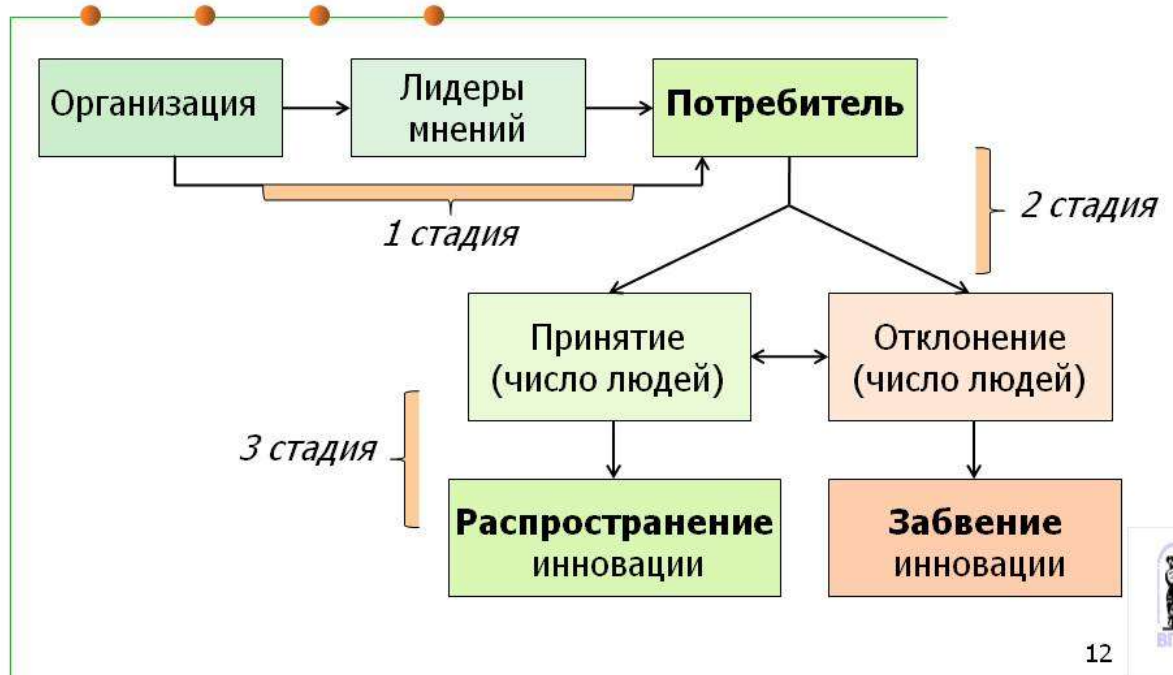 Организация
Лидеры
мнений
Потребитель
1 стадия
2 стадия
Принятие
(число людей)
Отклонение
(число людей)
3 стадия
Распространение
инновации
Забвение
инновации
12